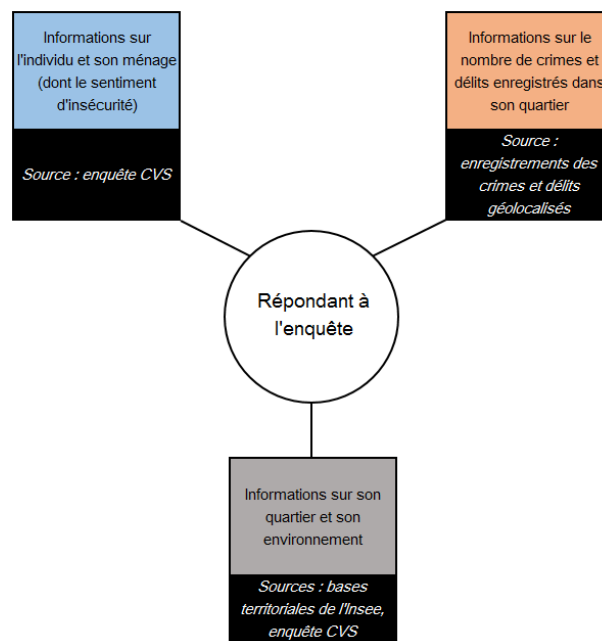 Informations sur
l'individu et son ménage
(dont le sentiment
d'insécurité)
Source : enquête CVS
Informations sur le
nombre de crimes et
délits enregistrés dans
son quartier
Source :
enregistrements des
crimes et délits
géolocalisés
Répondant à
l'enquête
Informations sur son
quartier et son
environnement
Sources : bases
territoriales de l'Insee,
enquête CVS